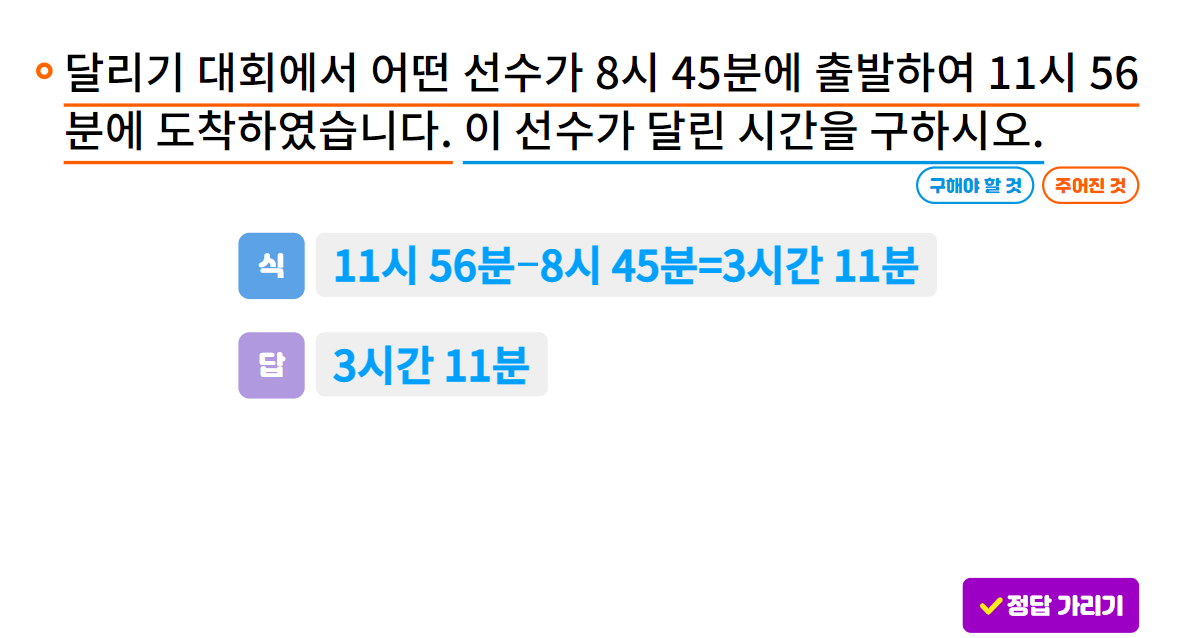 달리기 대회에서 어떤 선수가 8시 45분에 출발하여 11시 56
분에 도착하였습니다. 이 선수가 달린 시간을 구하시오.
구해야 할 것 주어진 것
식 11시 56분-8시 45분=3시간 11분
답 3시간 11분
정답 가리기